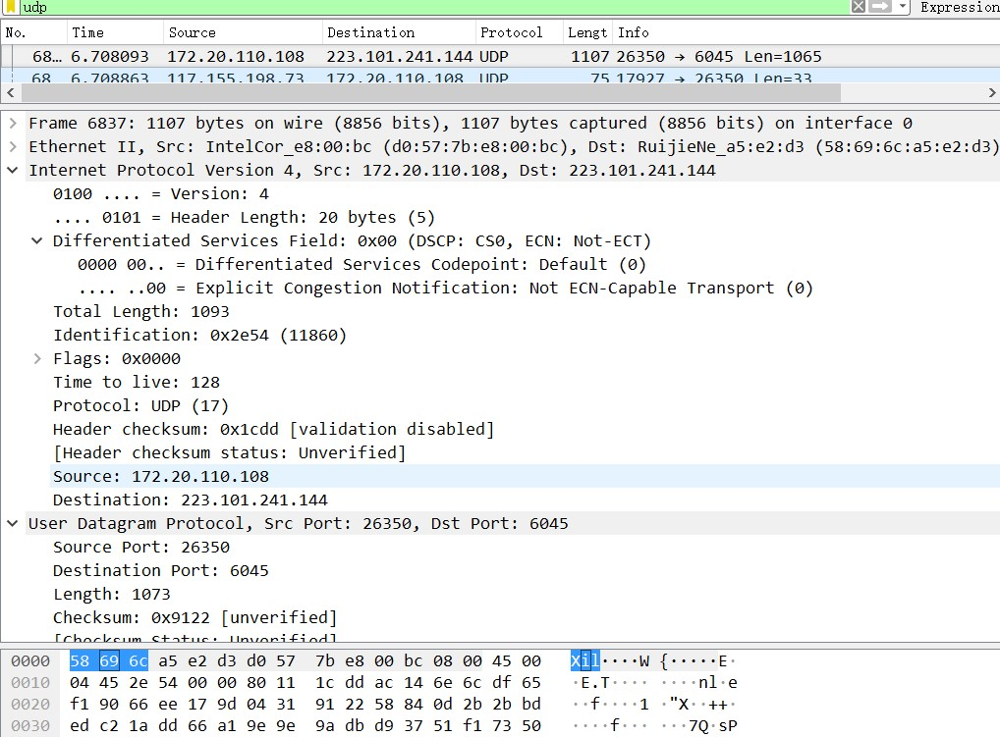 udp Expression
No. Time Source Destination Protocol Lengt Info
68… 6.708093 172.20.110.108 223.101.241.144 UDP 1107 26350 → 6045 Len=1065
68 6.708863 117.155.198.73 172.20.110.108 UDP 75 17927 → 26350 Len=33
Frame 6837: 1107 bytes on wire (8856 bits), 1107 bytes captured (8856 bits) on interface 0
Ethernet II, Src: IntelCor_e8:00:bc (d0:57:7b:e8:00:bc), Dst: RuijieNe_a5:e2:d3 (58:69:6c:a5:e2:d3)
Internet Protocol Version 4, Src: 172.20.110.108, Dst: 223.101.241.144
0100 .... = Version: 4
.... 0101 = Header Length: 20 bytes (5)
Differentiated Services Field: 0x00 (DSCP: CS0, ECN: Not-ECT)
0000 00.. = Differentiated Services Codepoint: Default (0)
.... ..00 = Explicit Congestion Notification: Not ECN-Capable Transport (0)
Total Length: 1093
Identification: 0x2e54 (11860)
Flags: 0x0000
Time to live: 128
Protocol: UDP (17)
Header checksum: 0x1cdd [validation disabled]
[Header checksum status: Unverified]
Source: 172.20.110.108
Destination: 223.101.241.144
User Datagram Protocol, Src Port: 26350, Dst Port: 6045
Source Port: 26350
Destination Port: 6045
Length: 1073
Checksum: 0x9122 [unverified]
[Checksum Status: Unverified]
0000 58 69 6c a5 e2 d3 d0 57 7b e8 00 bc 08 00 45 00 Xil····W {·····E·
0010 04 45 2e 54 00 00 80 11 1c dd ac 14 6e 6c df 65 ·E.T···· ····nl·e
0020 f1 90 66 ee 17 9d 04 31 91 22 58 84 0d 2b 2b bd ··f····1 ·"X··++·
0030 ed c2 1a dd 66 a1 9e 9e 9a db d9 37 51 f1 73 50 ····f··· ···7Q·sP